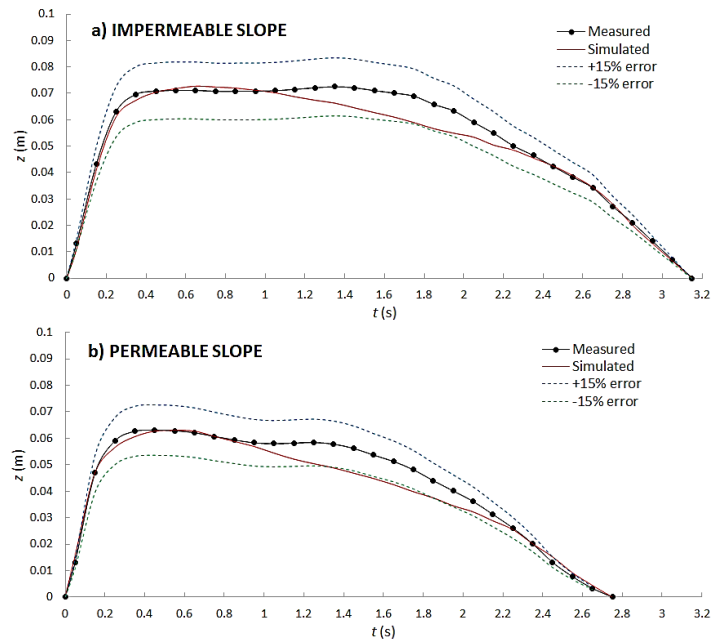 a) IMPERMEABLE SLOPE
Measured
Simulated
+15% error
-15% error
0.1
0.09
0.08
0.07
0.06
0.05
0.04
0.03
0.02
0.01
0
z (m)
0 0.2 0.4 0.6 0.8 1 1.2 1.4 1.6 1.8 2 2.2 2.4 2.6 2.8 3 3.2
t (s)
b) PERMEABLE SLOPE
Measured
Simulated
+15% error
-15% error
0.1
0.09
0.08
0.07
0.06
0.05
0.04
0.03
0.02
0.01
0
z (m)
0 0.2 0.4 0.6 0.8 1 1.2 1.4 1.6 1.8 2 2.2 2.4 2.6 2.8 3 3.2
t (s)